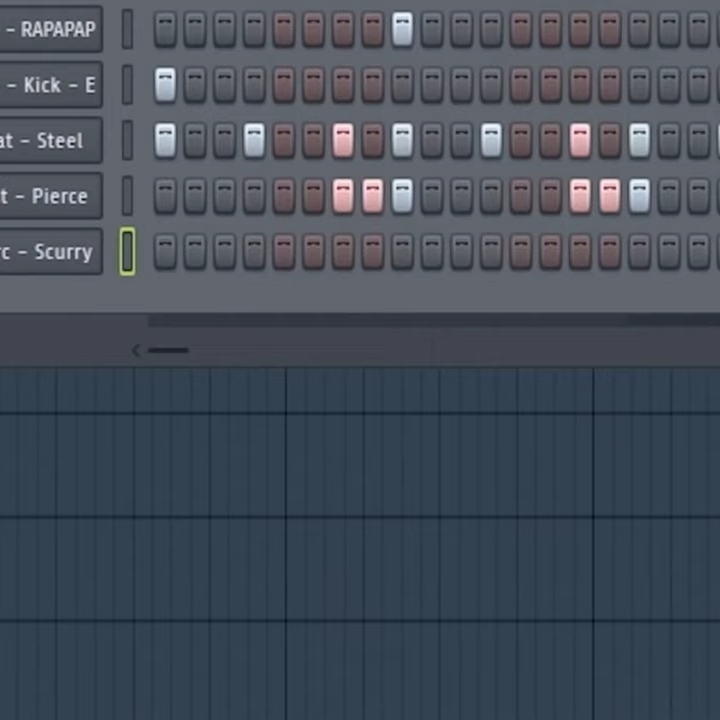 - RAPAPAP
- Kick - E
at - Steel
t - Pierce
rc - Scurry